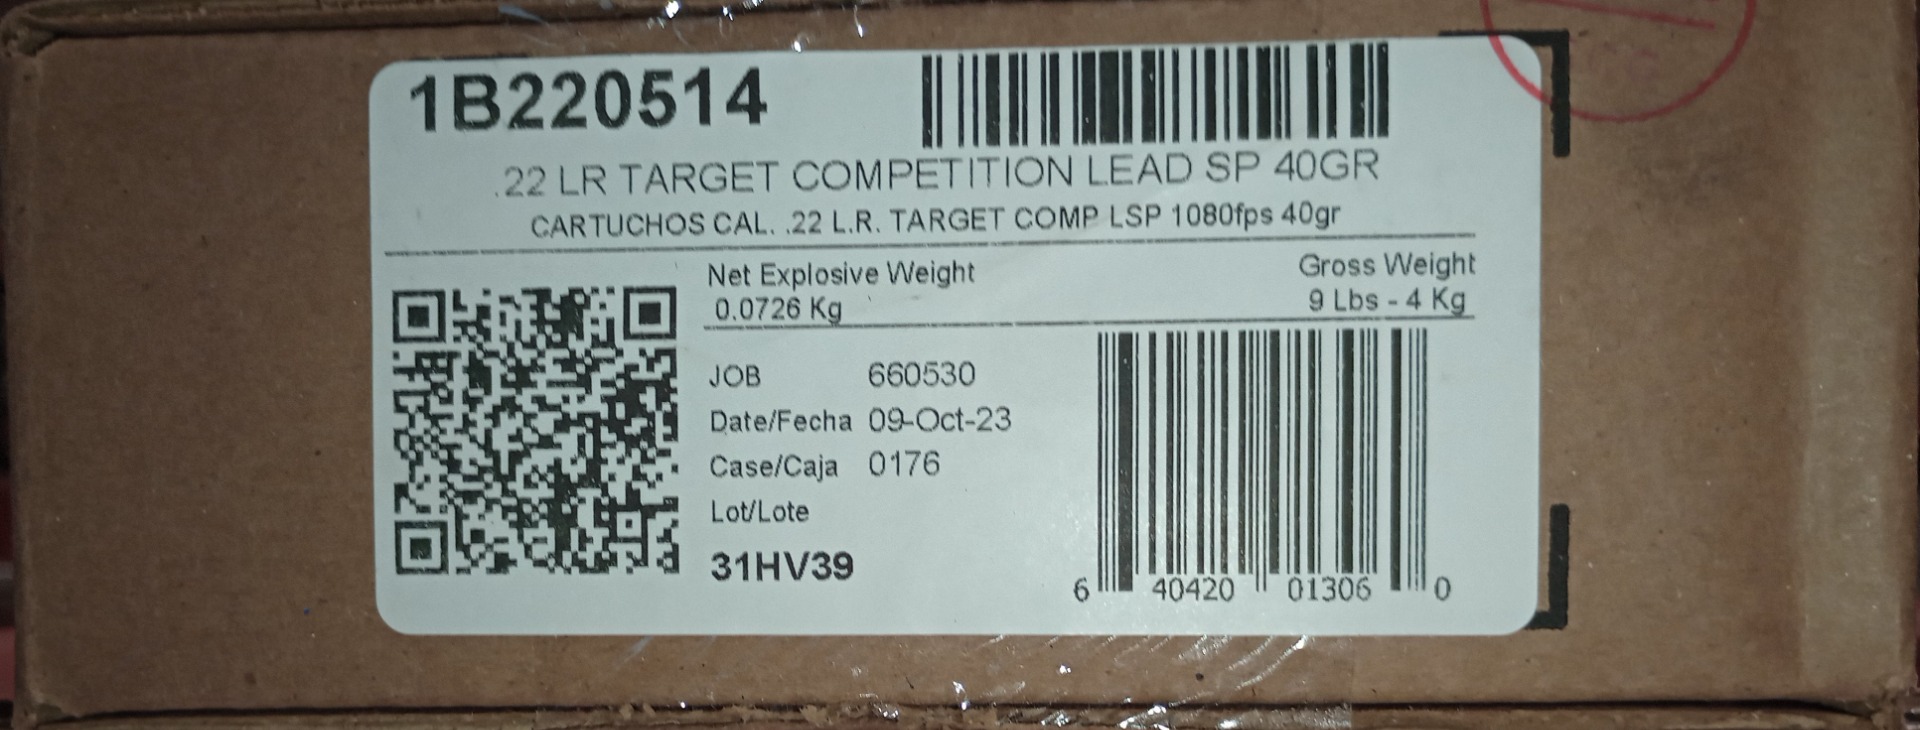 1B220514
.22 LR TARGET COMPETITION LEAD SP 40GR
CARTUCHOS CAL. .22 L.R. TARGET COMP LSP 1080fps 40gr
Net Explosive Weight
0.0726 Kg
Gross Weight
9 Lbs - 4 Kg
JOB 660530
Date/Fecha 09-Oct-23
Case/Caja 0176
Lot/Lote
31HV39
6 40420 01306 0